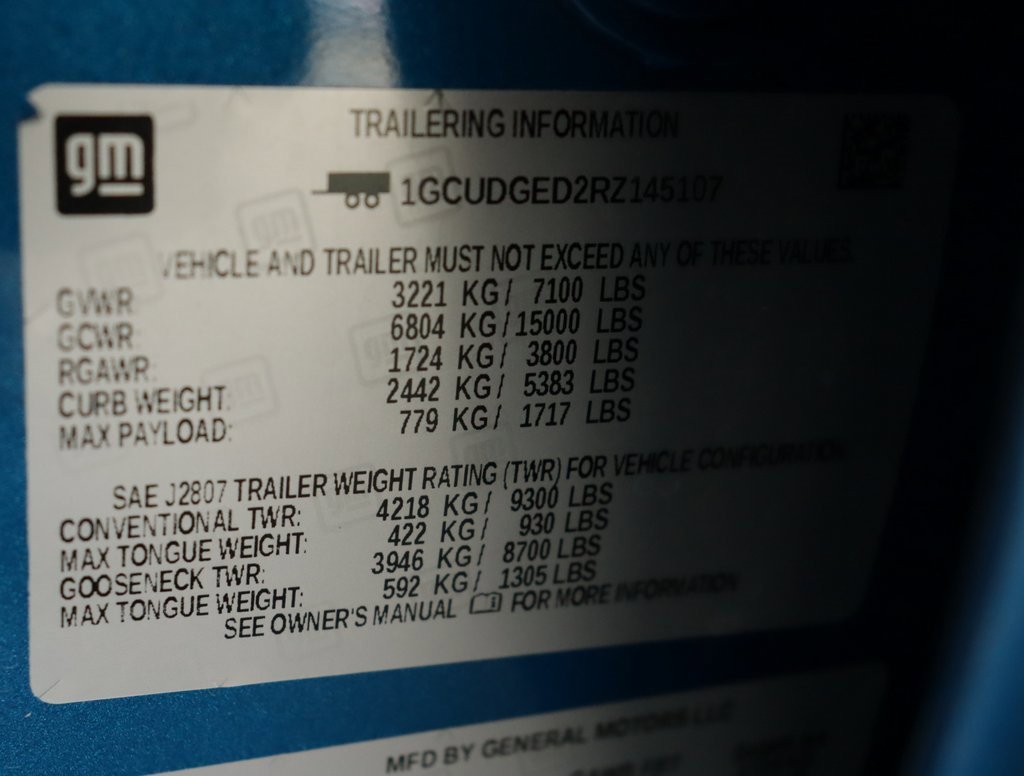 gm
TRAILERING INFORMATION
1GCUDGED2RZ145107
VEHICLE AND TRAILER MUST NOT EXCEED ANY OF THESE VALUES.
GVWR: 3221 KG/ 7100 LBS
GCWR: 6804 KG/ 15000 LBS
RGAWR: 1724 KG/ 3800 LBS
CURB WEIGHT: 2442 KG/ 5383 LBS
MAX PAYLOAD: 779 KG/ 1717 LBS
SAE J2807 TRAILER WEIGHT RATING (TWR) FOR VEHICLE CONFIGURATION
CONVENTIONAL TWR: 4218 KG/ 9300 LBS
MAX TONGUE WEIGHT: 422 KG/ 930 LBS
GOOSENECK TWR: 3946 KG/ 8700 LBS
MAX TONGUE WEIGHT: 592 KG/ 1305 LBS
SEE OWNER'S MANUAL FOR MORE INFORMATION
MFD BY GENERAL MOTORS LLC